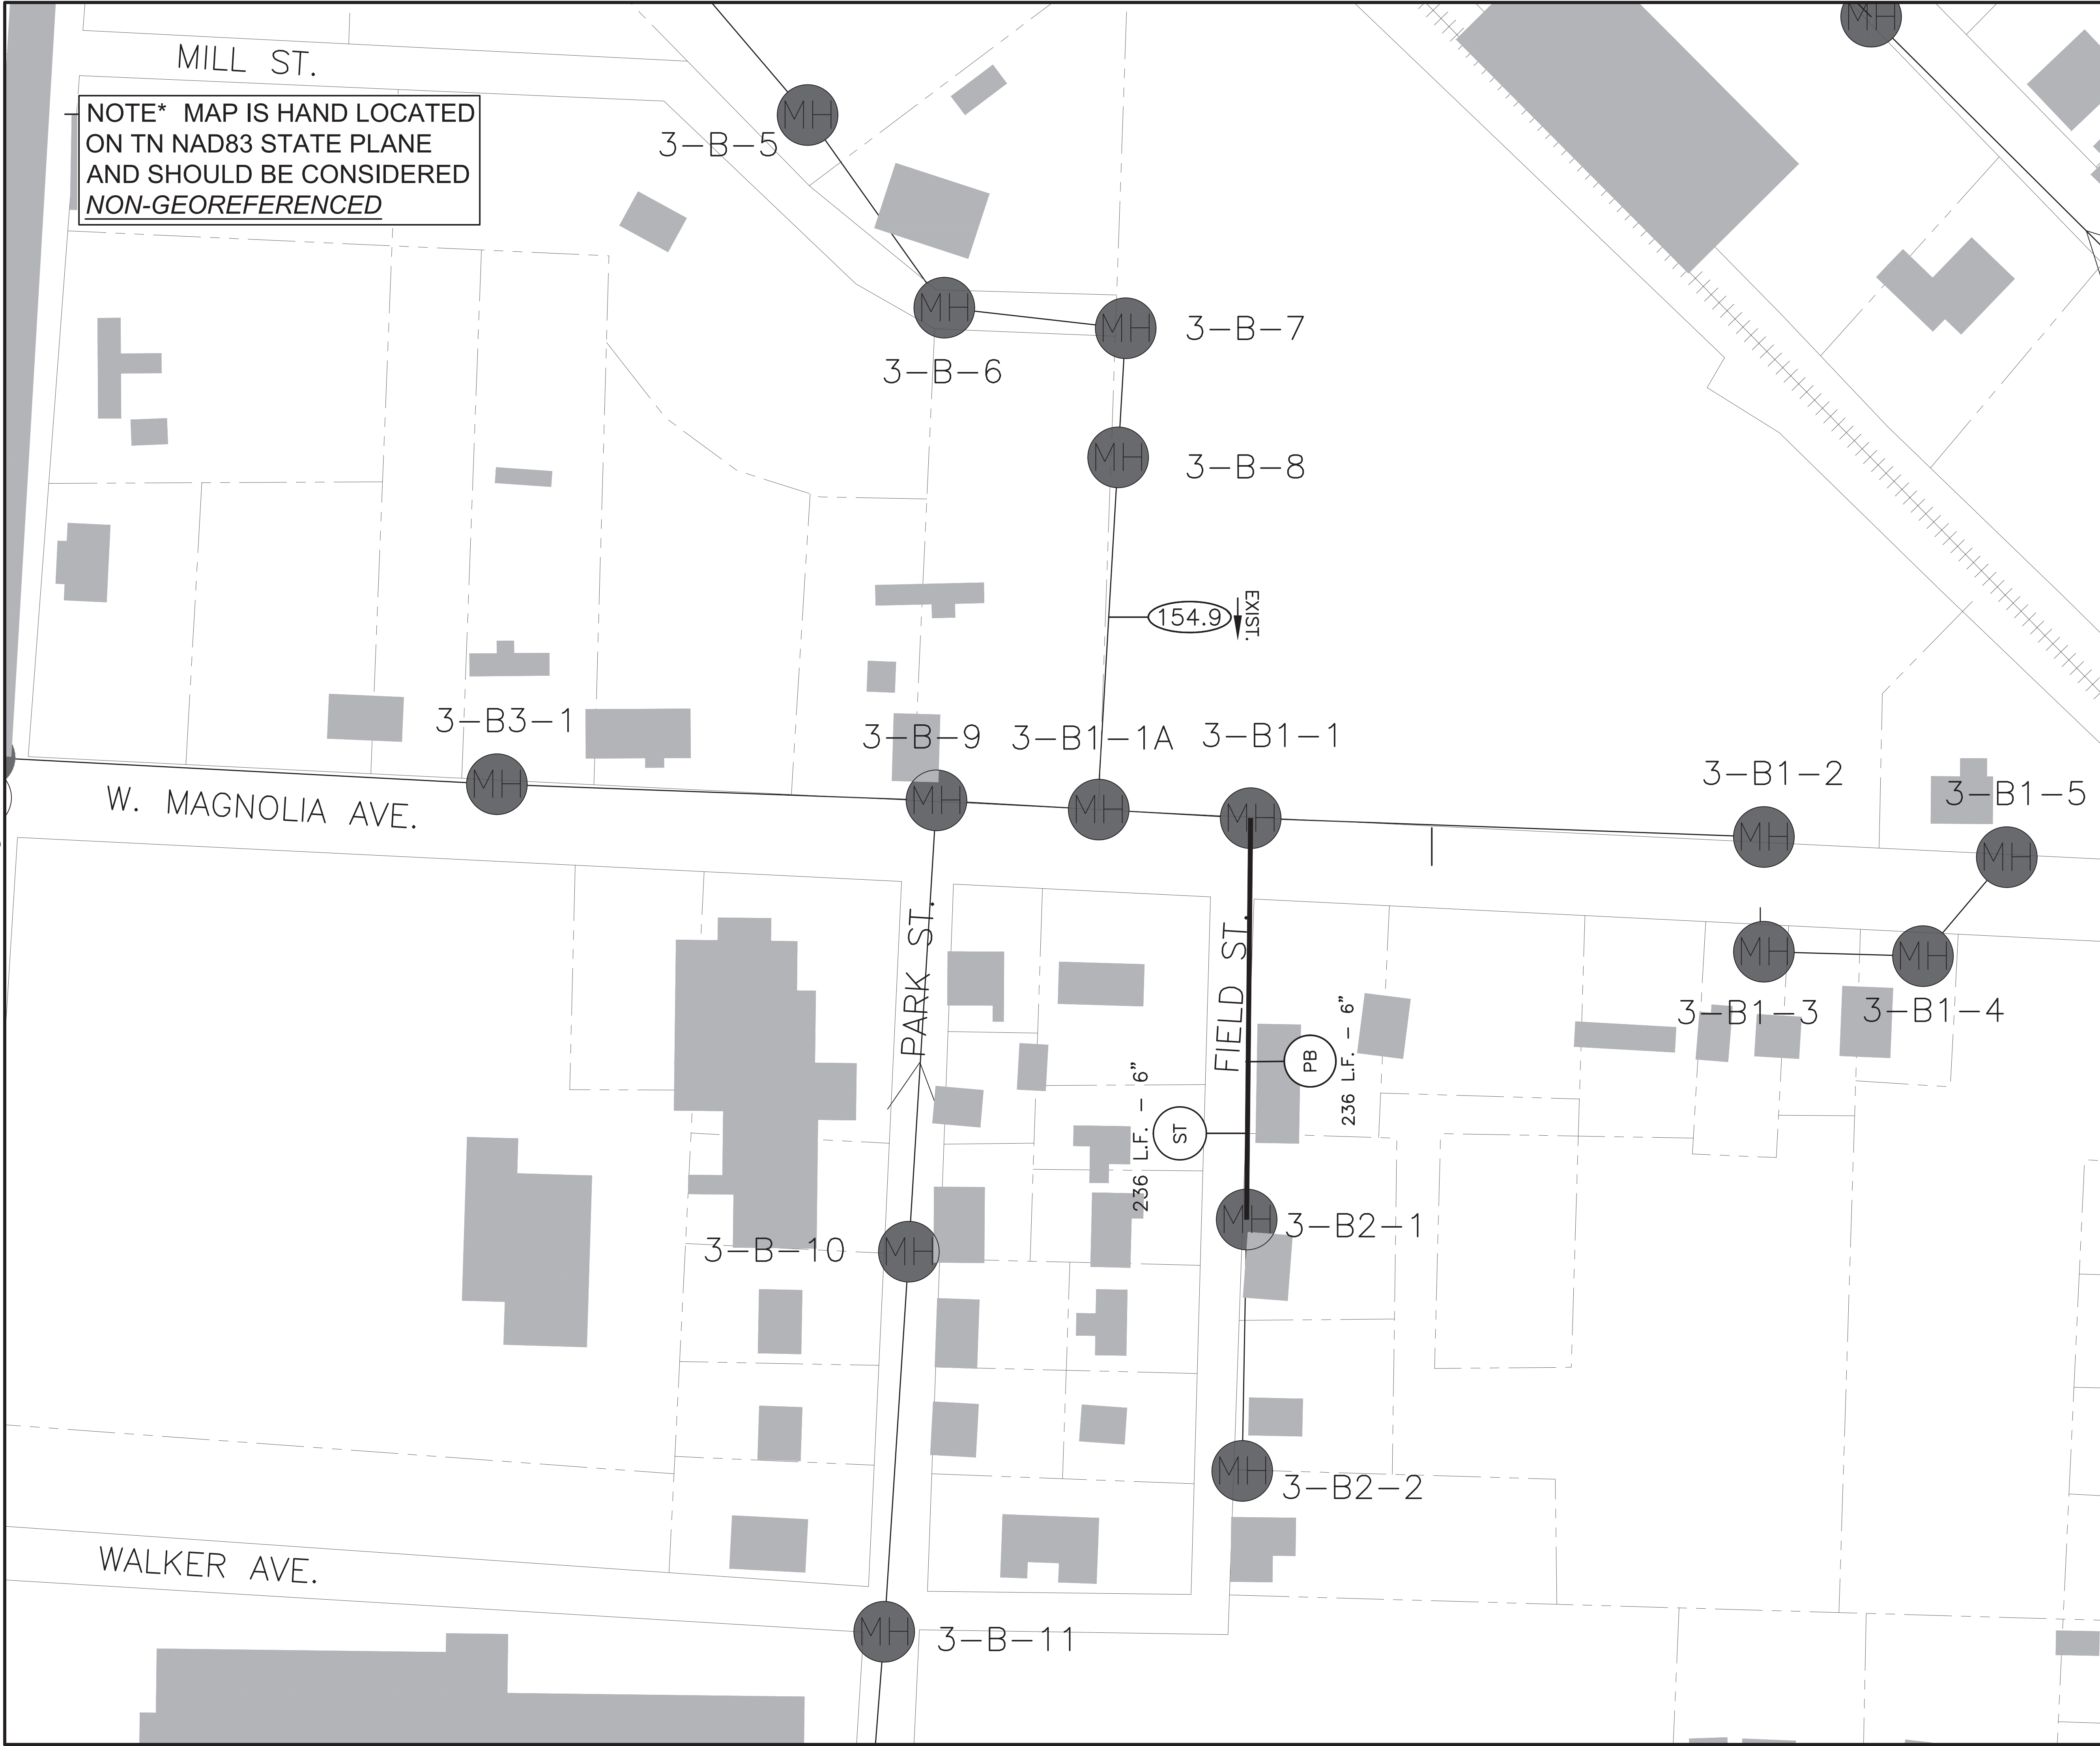 MH
MILL ST.
NOTE* MAP IS HAND LOCATED
ON TN NAD83 STATE PLANE
AND SHOULD BE CONSIDERED
NON-GEOREFERENCED
MH
3-B-5
MH
3-B-6
MH
3-B-7
MH
3-B-8
154.9
EXIST.
3-B3-1
MH
3-B-9
MH
3-B1-1A
MH
3-B1-1
MH
3-B1-2
MH
3-B1-5
MH
W. MAGNOLIA AVE.
PARK ST.
FIELD ST.
MH
3-B1-3
MH
3-B1-4
PB
236 L.F. - 6"
ST
236 L.F. - 6"
MH
3-B2-1
3-B-10
MH
MH
3-B2-2
WALKER AVE.
MH
3-B-11